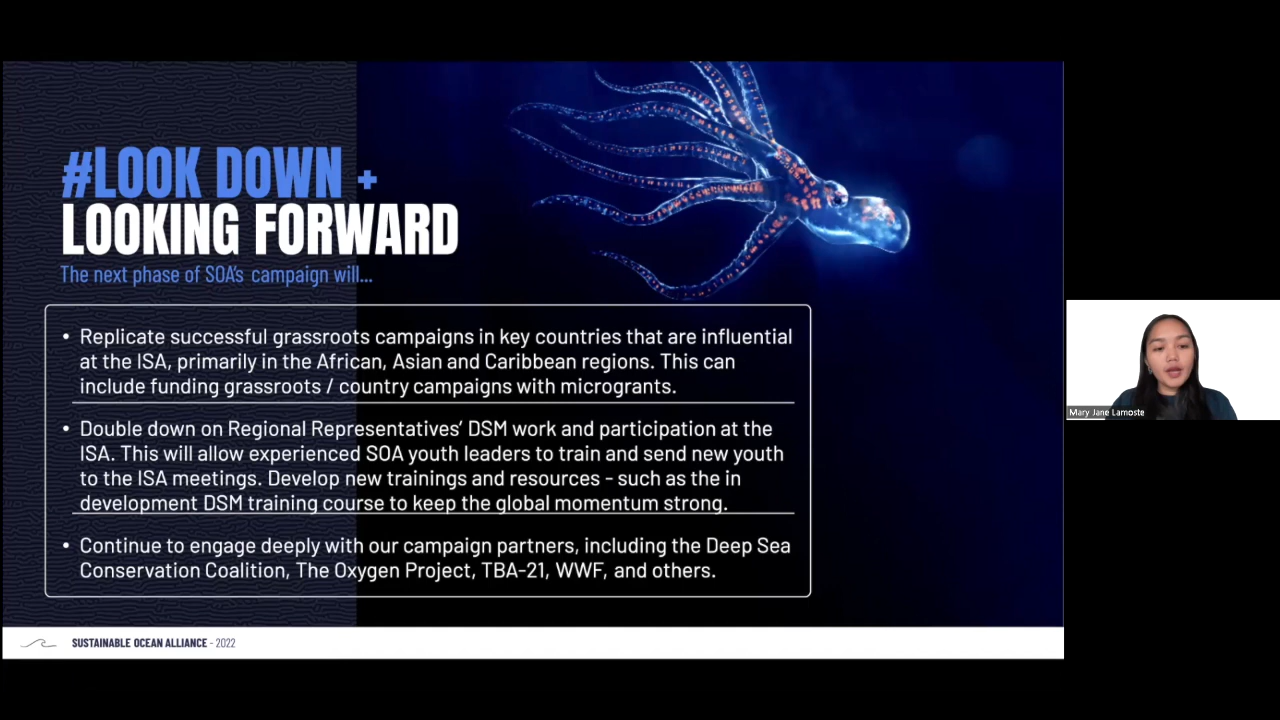 #LOOK DOWN +
LOOKING FORWARD
The next phase of SOA's campaign will...
• Replicate successful grassroots campaigns in key countries that are influential
at the ISA, primarily in the African, Asian and Caribbean regions. This can
include funding grassroots / country campaigns with microgrants.
• Double down on Regional Representatives' DSM work and participation at the
ISA. This will allow experienced SOA youth leaders to train and send new youth
to the ISA meetings. Develop new trainings and resources - such as the in
development DSM training course to keep the global momentum strong.
• Continue to engage deeply with our campaign partners, including the Deep Sea
Conservation Coalition, The Oxygen Project, TBA-21, WWF, and others.
SUSTAINABLE OCEAN ALLIANCE - 2022
Mary Jane Lamoste